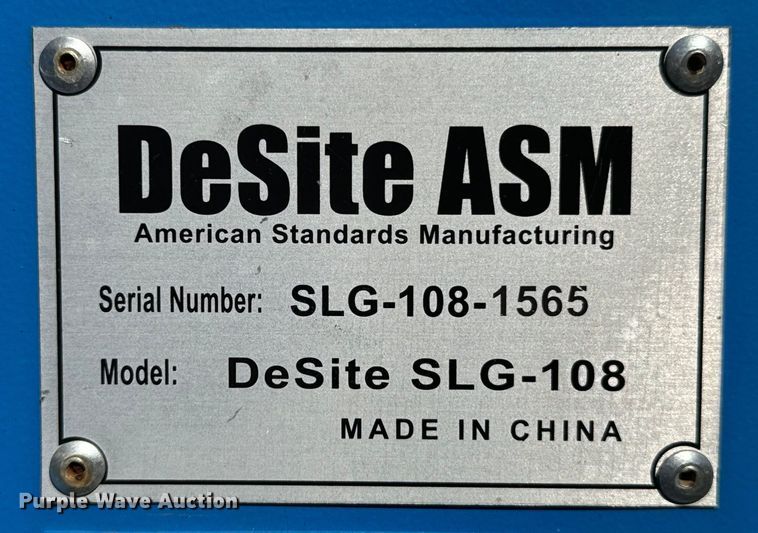 DeSite ASM
American Standards Manufacturing
Serial Number: SLG-108-1565
Model: DeSite SLG-108
MADE IN CHINA
Purple Wave Auction